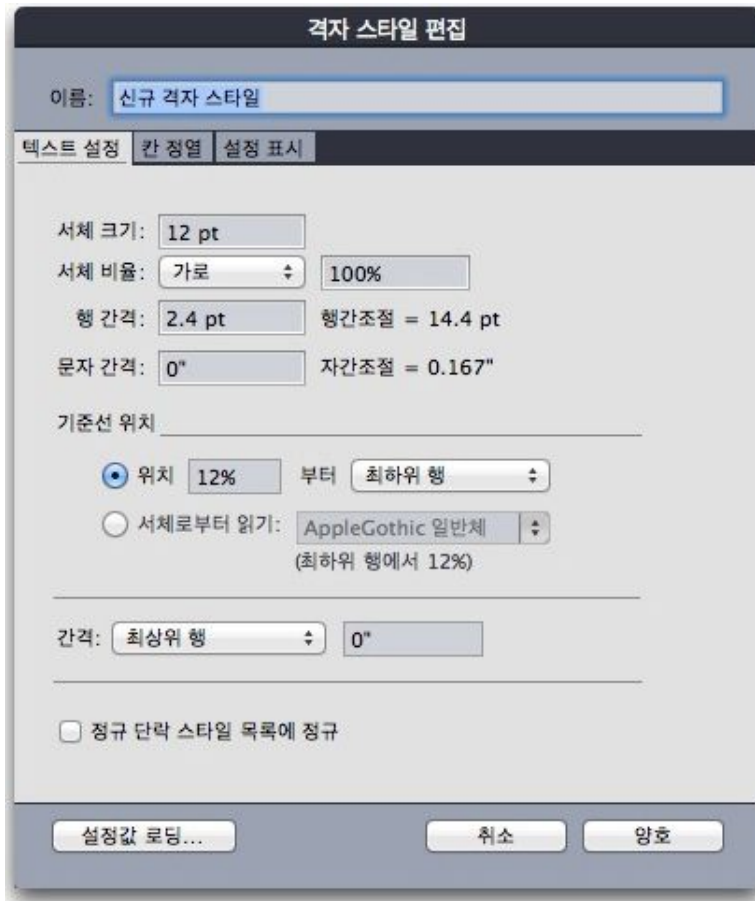 격자 스타일 편집
이름: 신규 격자 스타일
텍스트 설정 칸 정열 설정 표시
서체 크기: 12 pt
서체 비율: 가로 100%
행 간격: 2.4 pt 행간조절 = 14.4 pt
문자 간격: 0" 자간조절 = 0.167"
기준선 위치
위치 12% 부터 최하위 행
서체로부터 읽기: AppleGothic 일반체
(최하위 행에서 12%)
간격: 최상위 행 0"
정규 단락 스타일 목록에 정규
설정값 로딩... 취소 양호